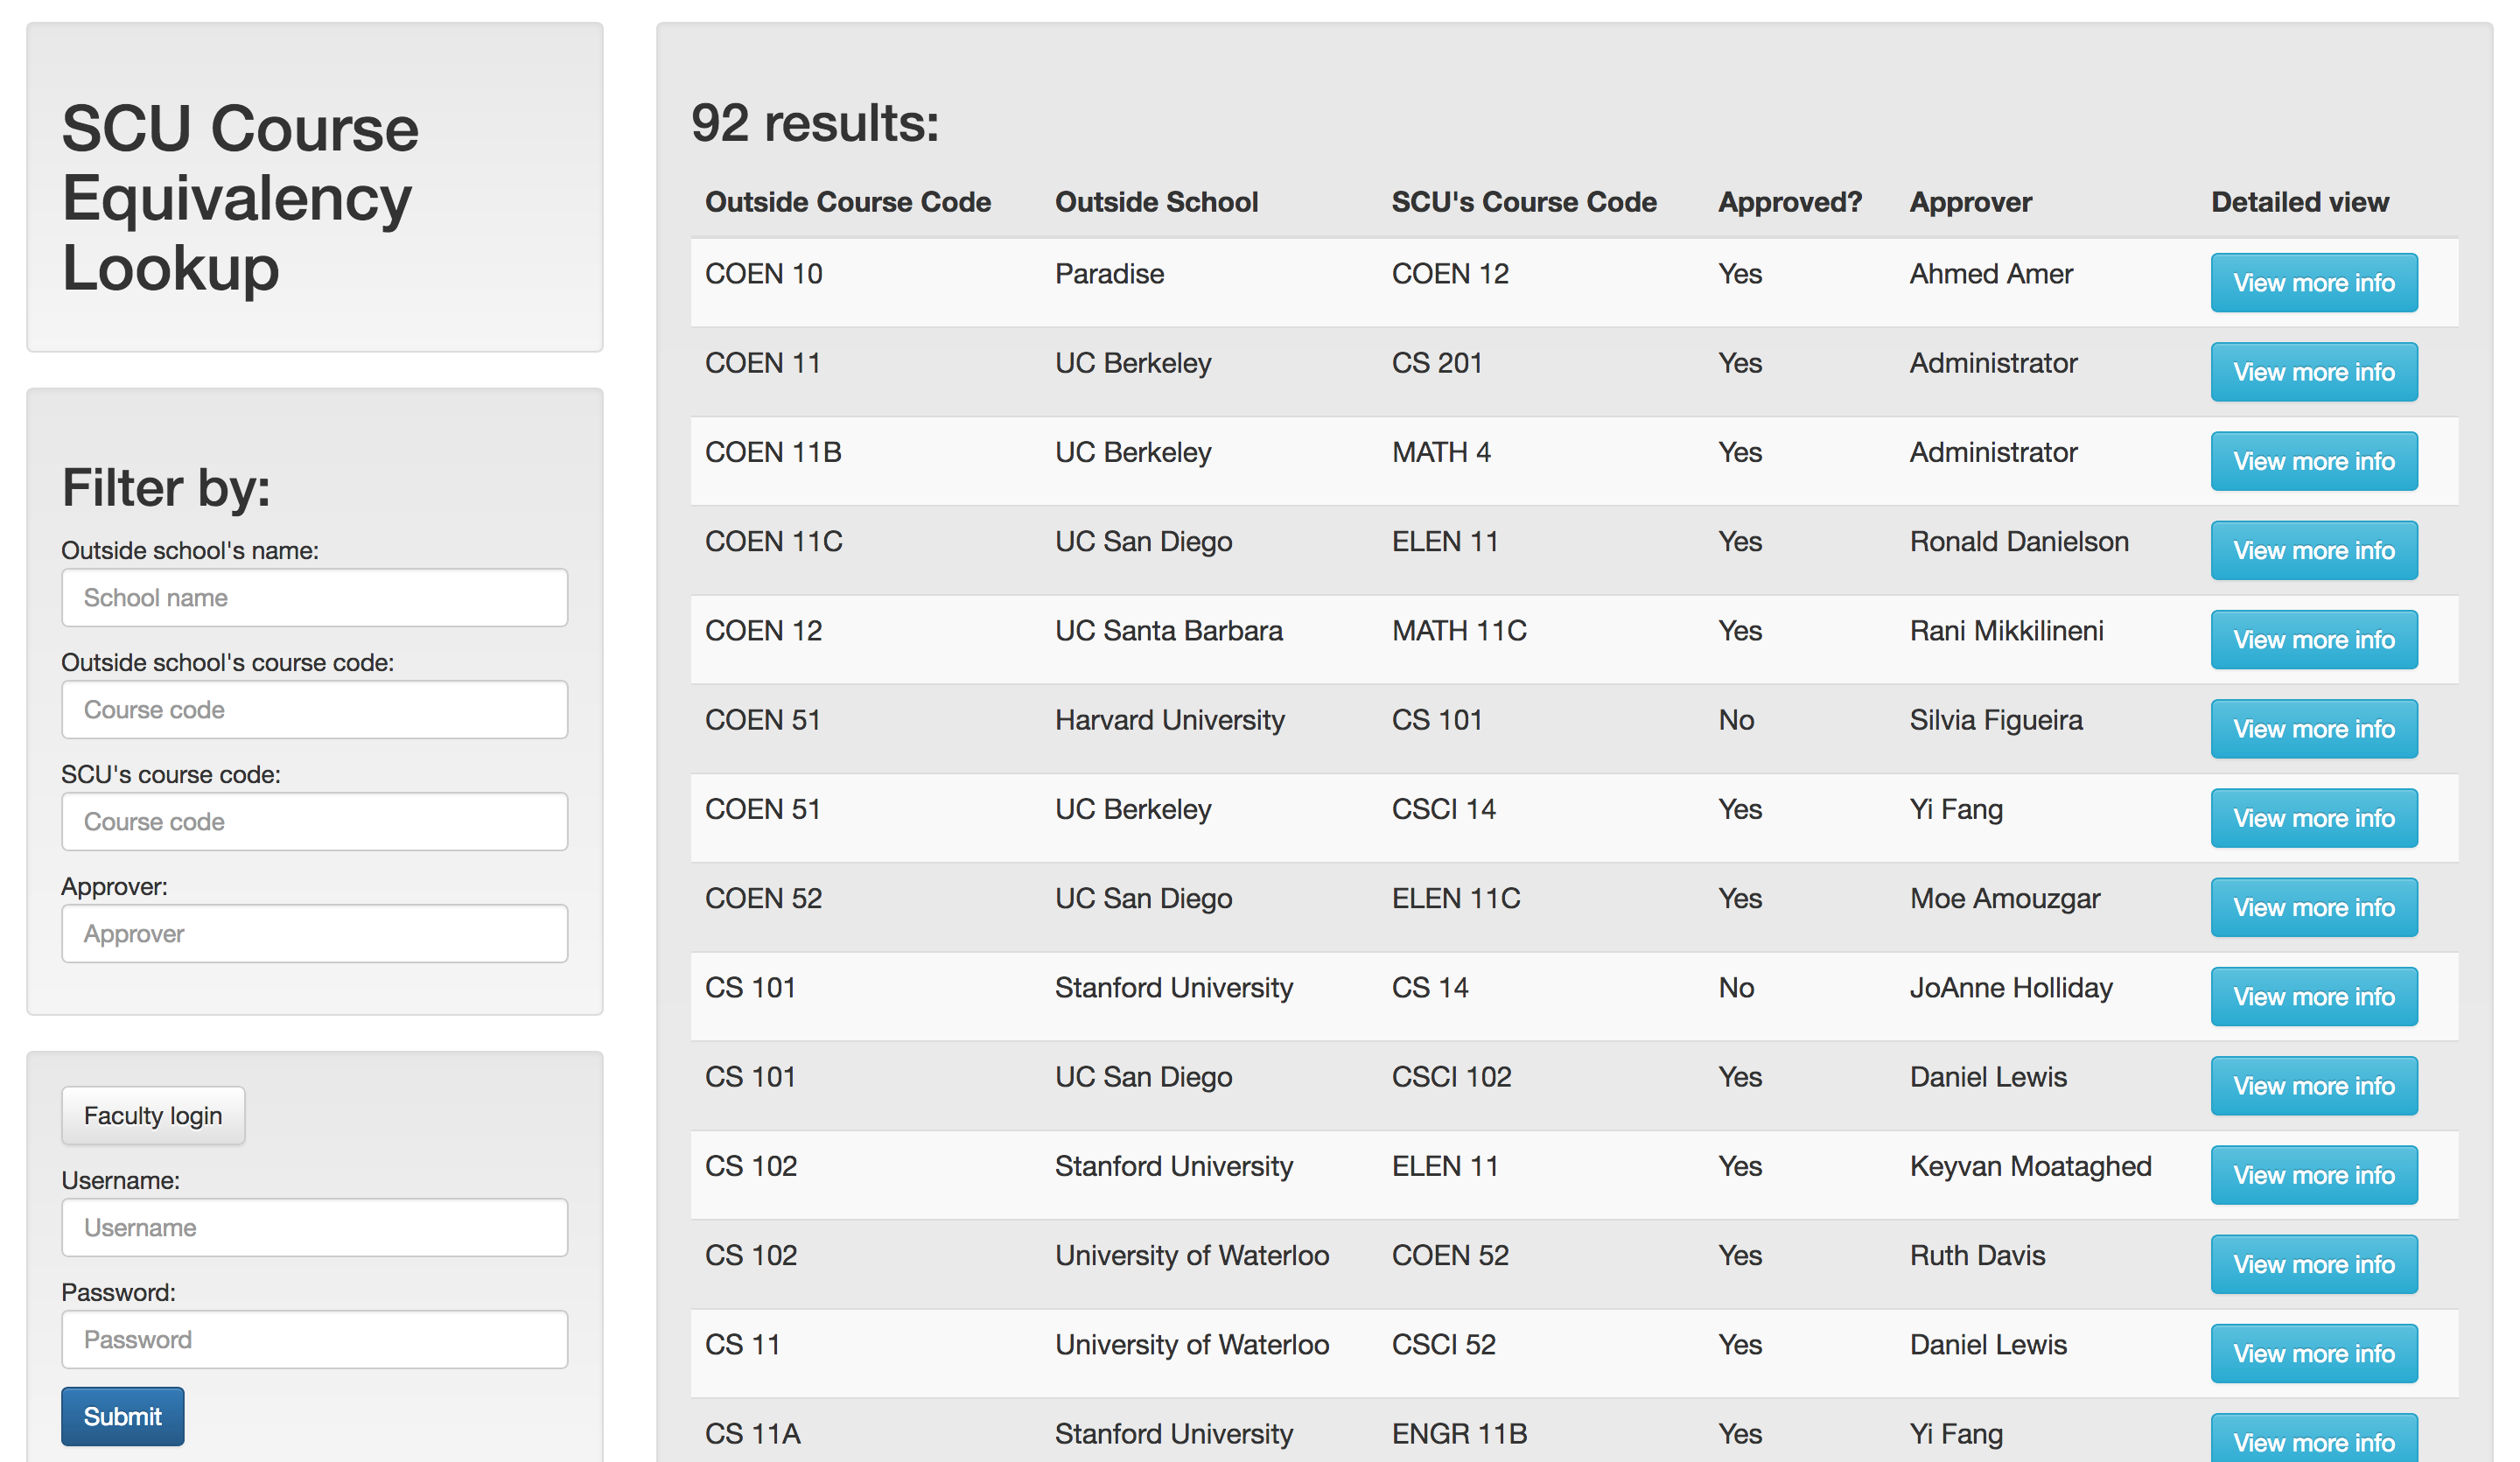 SCU Course
Equivalency
Lookup
Filter by:
Outside school's name:
School name
Outside school's course code:
Course code
SCU's course code:
Course code
Approver:
Approver
Faculty login
Username:
Username
Password:
Password
Submit
92 results:
Outside Course Code Outside School SCU's Course Code Approved? Approver Detailed view
COEN 10 Paradise COEN 12 Yes Ahmed Amer View more info
COEN 11 UC Berkeley CS 201 Yes Administrator View more info
COEN 11B UC Berkeley MATH 4 Yes Administrator View more info
COEN 11C UC San Diego ELEN 11 Yes Ronald Danielson View more info
COEN 12 UC Santa Barbara MATH 11C Yes Rani Mikkilineni View more info
COEN 51 Harvard University CS 101 No Silvia Figueira View more info
COEN 51 UC Berkeley CSCI 14 Yes Yi Fang View more info
COEN 52 UC San Diego ELEN 11C Yes Moe Amouzgar View more info
CS 101 Stanford University CS 14 No JoAnne Holliday View more info
CS 101 UC San Diego CSCI 102 Yes Daniel Lewis View more info
CS 102 Stanford University ELEN 11 Yes Keyvan Moataghed View more info
CS 102 University of Waterloo COEN 52 Yes Ruth Davis View more info
CS 11 University of Waterloo CSCI 52 Yes Daniel Lewis View more info
CS 11A Stanford University ENGR 11B Yes Yi Fang View more info